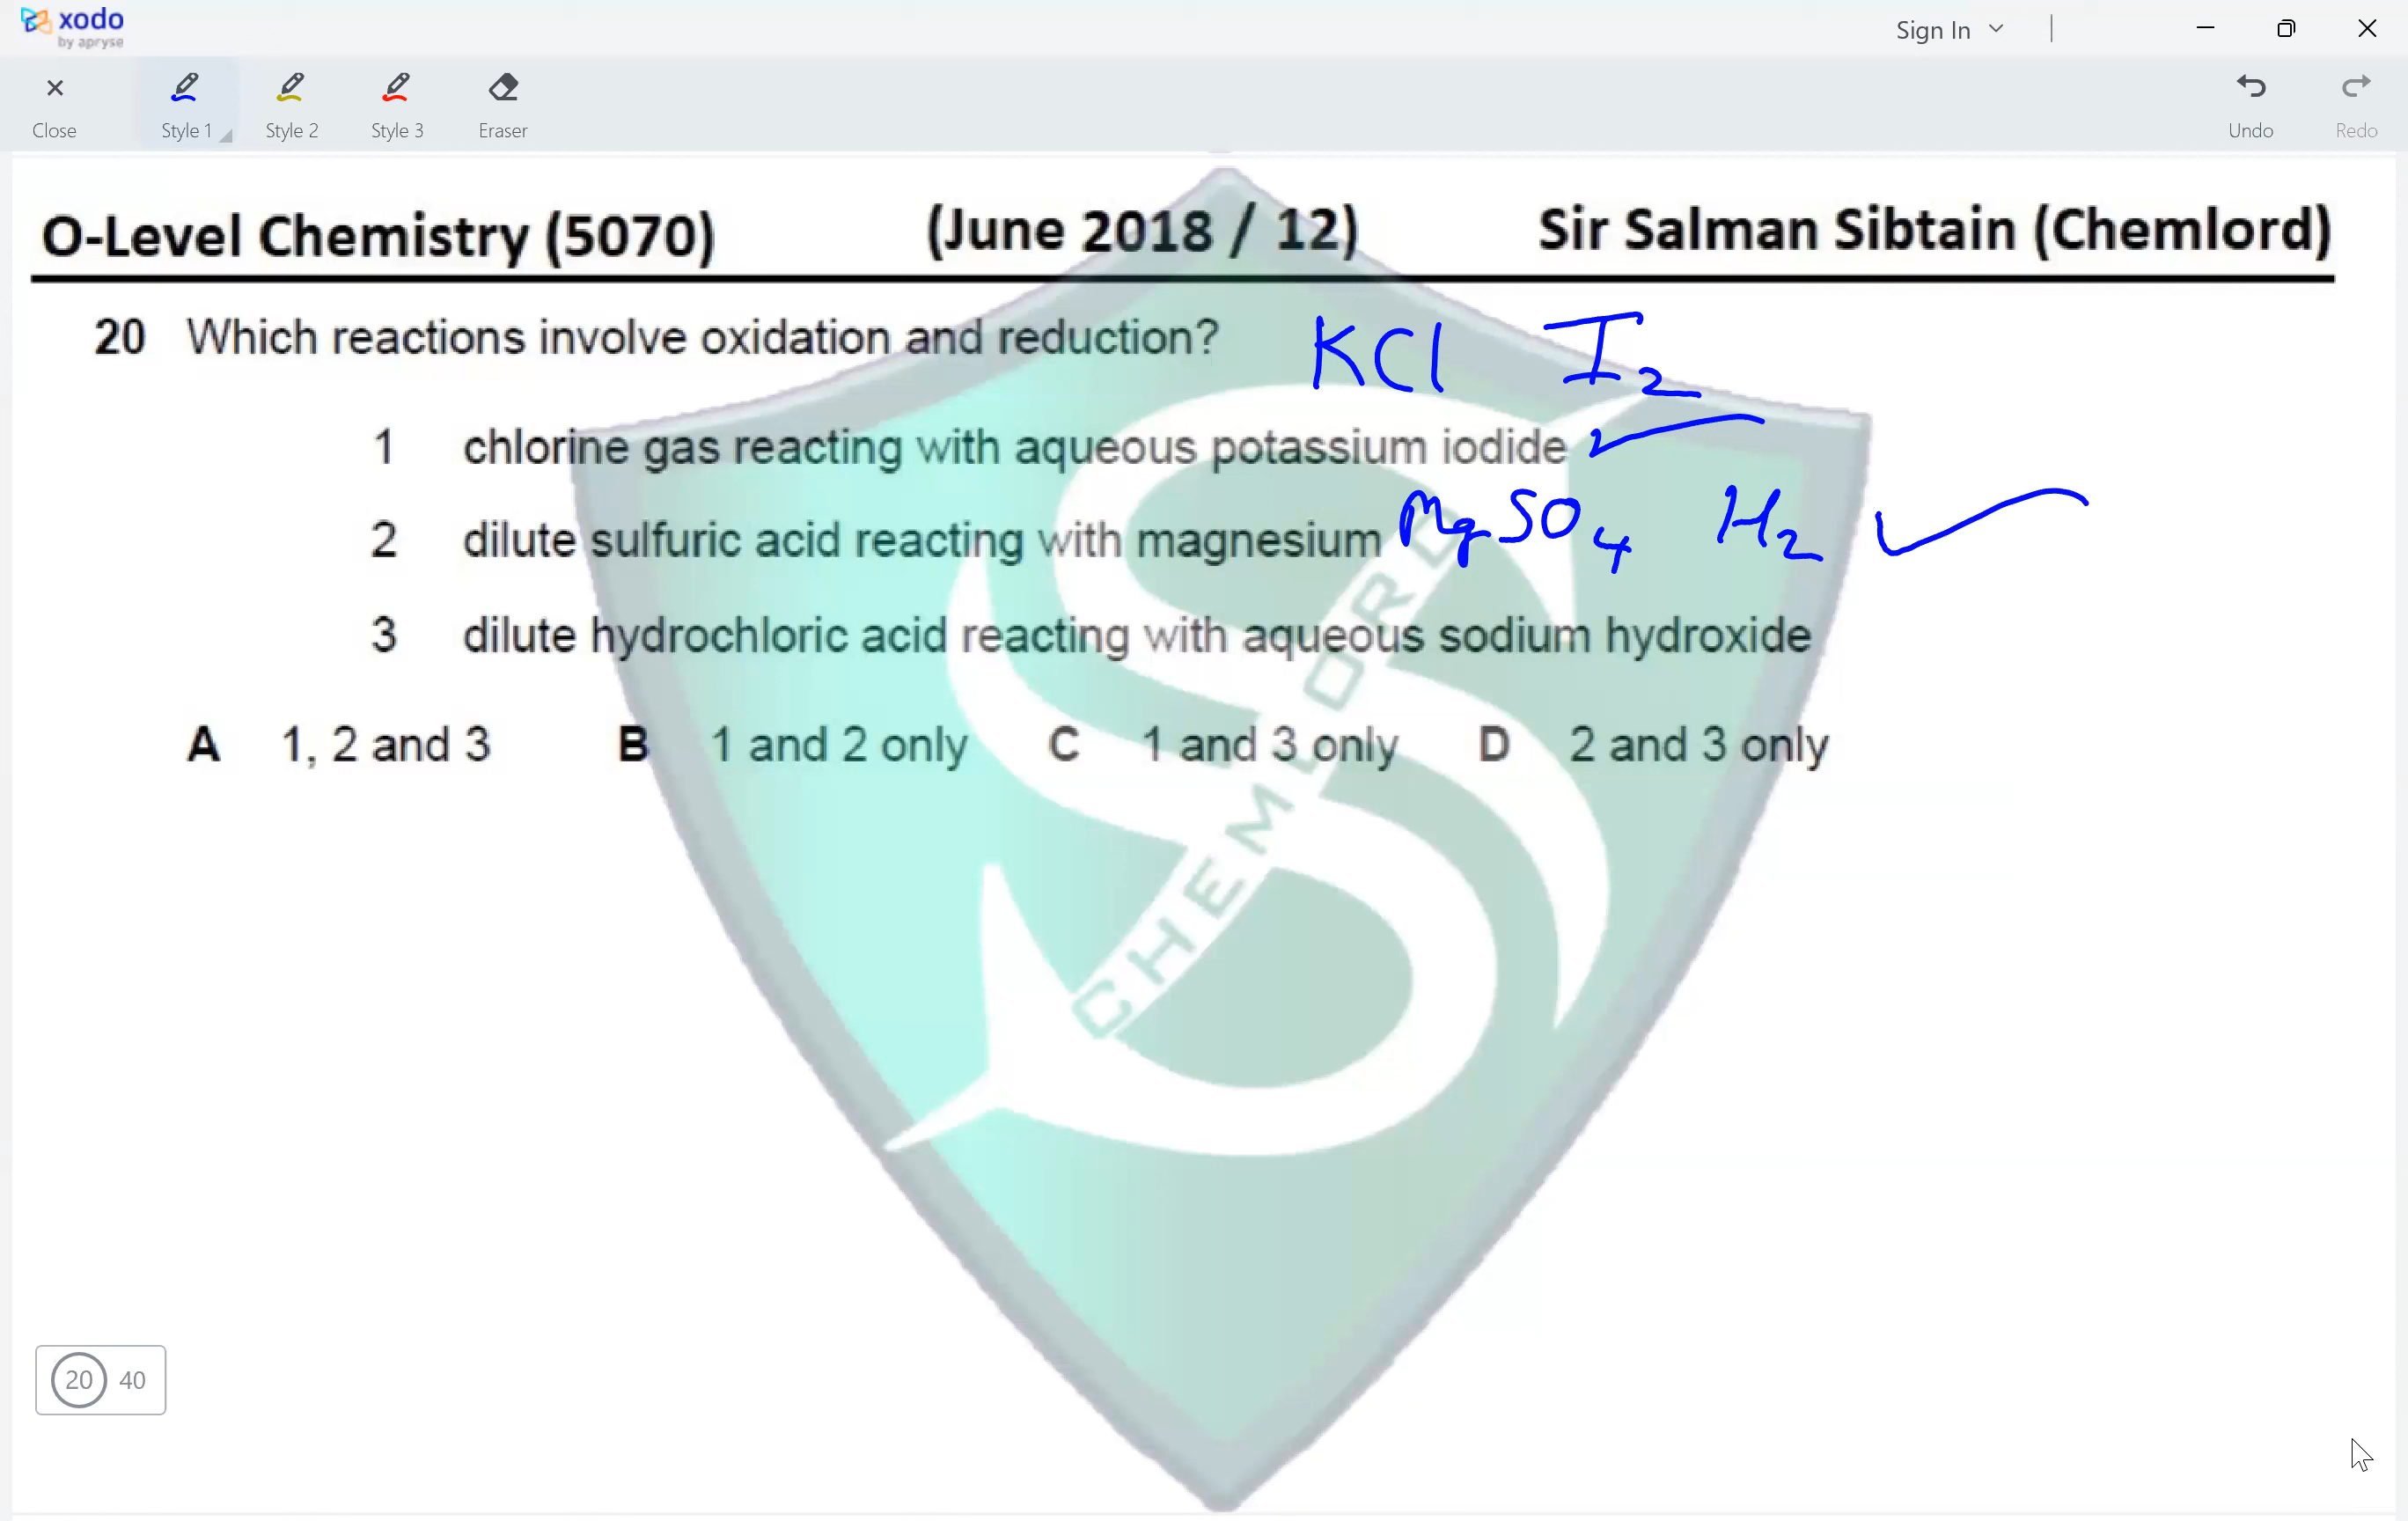 xodo
by apryse
Sign In
Close
Style 1
Style 2
Style 3
Eraser
Undo
Redo
O-Level Chemistry (5070) (June 2018 / 12) Sir Salman Sibtain (Chemlord)
20 Which reactions involve oxidation and reduction? KCl I2
1 chlorine gas reacting with aqueous potassium iodide
2 dilute sulfuric acid reacting with magnesium MgSO4 H2
3 dilute hydrochloric acid reacting with aqueous sodium hydroxide
A 1, 2 and 3 B 1 and 2 only C 1 and 3 only D 2 and 3 only
CHEMLORD
20 40